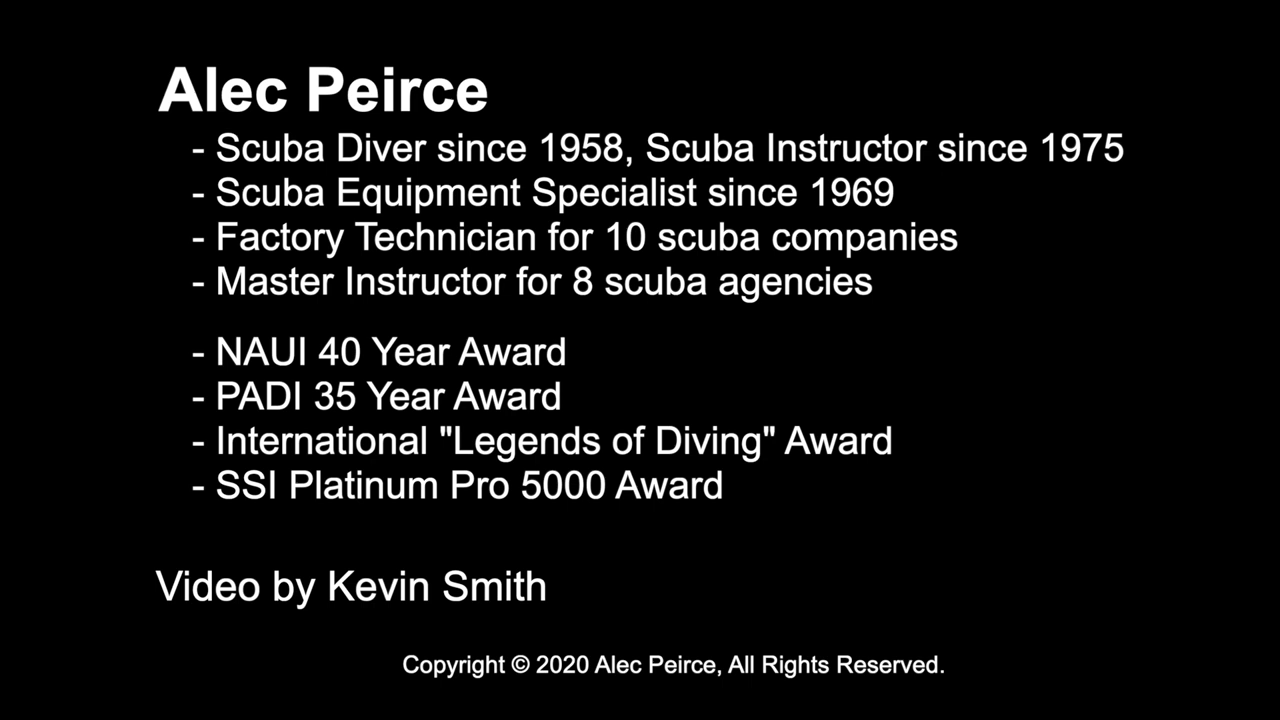 Alec Peirce
- Scuba Diver since 1958, Scuba Instructor since 1975
- Scuba Equipment Specialist since 1969
- Factory Technician for 10 scuba companies
- Master Instructor for 8 scuba agencies
- NAUI 40 Year Award
- PADI 35 Year Award
- International "Legends of Diving" Award
- SSI Platinum Pro 5000 Award
Video by Kevin Smith
Copyright © 2020 Alec Peirce, All Rights Reserved.